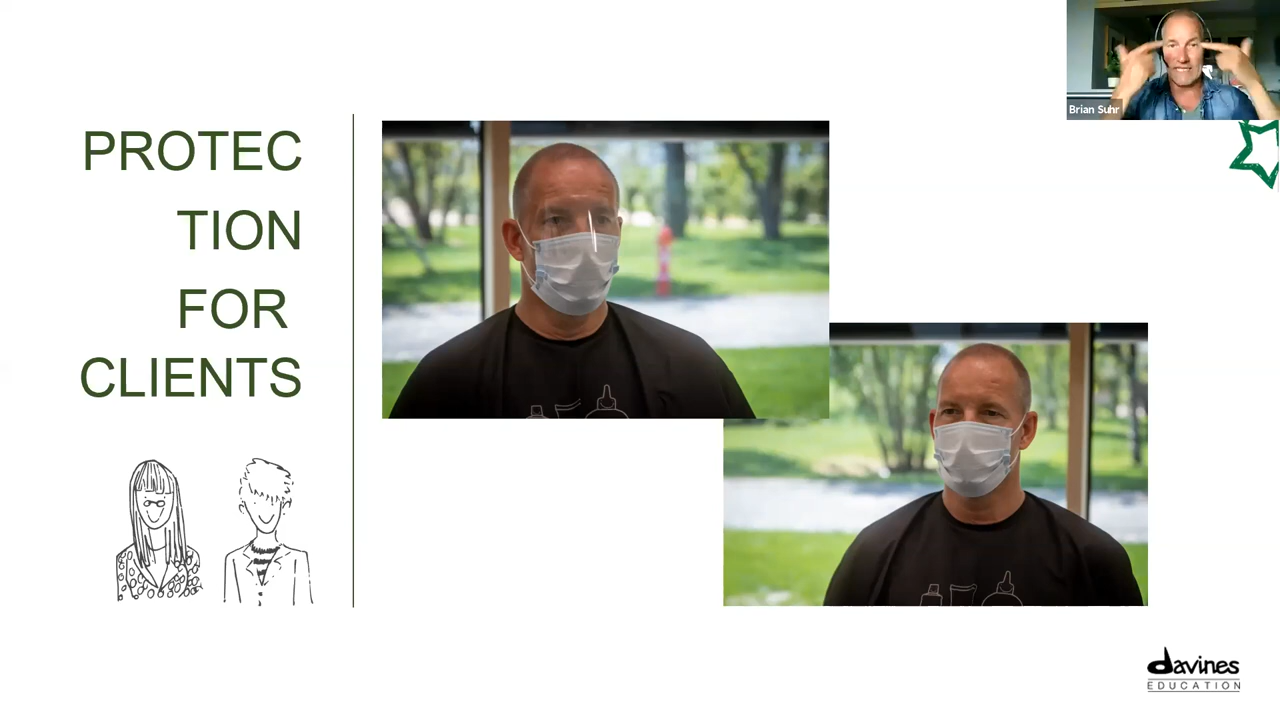 PROTEC
TION
FOR
CLIENTS
Brian Suhr
davines
EDUCATION